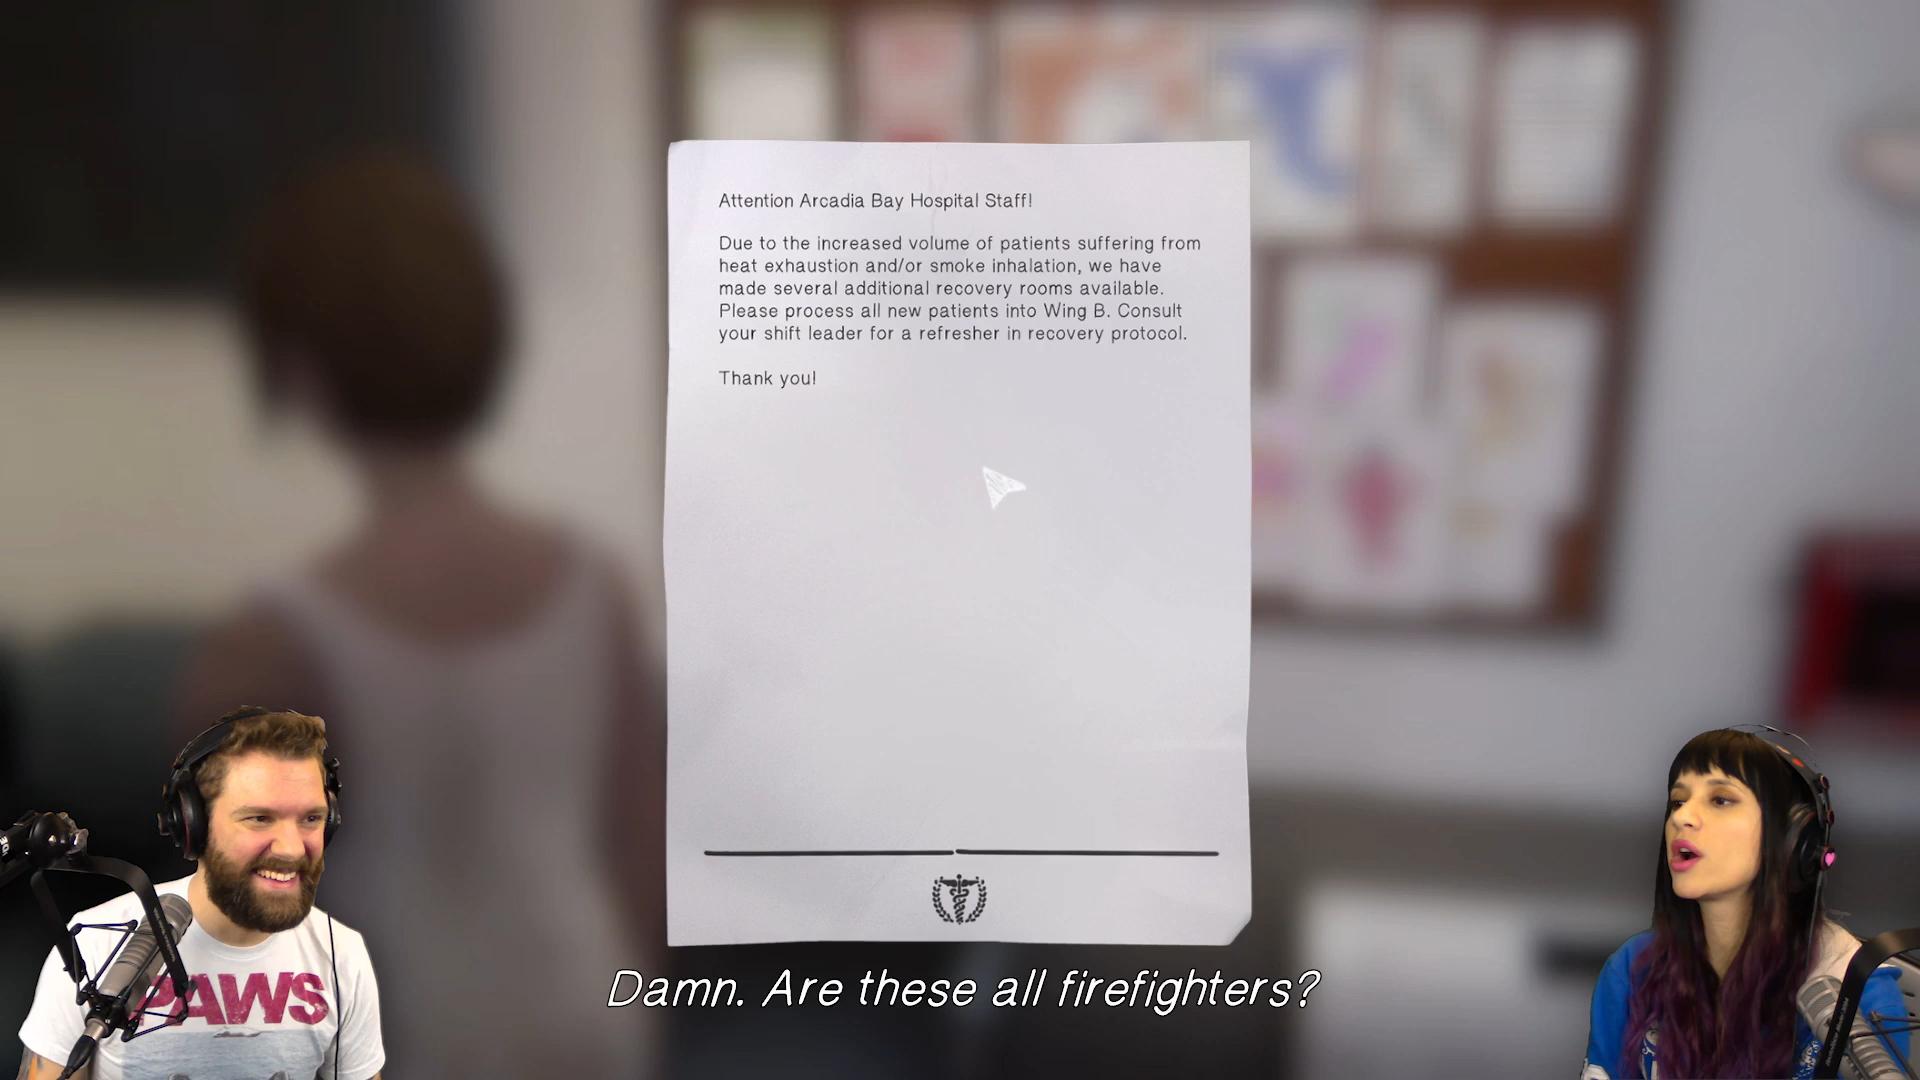 Attention Arcadia Bay Hospital Staff!
Due to the increased volume of patients suffering from
heat exhaustion and/or smoke inhalation, we have
made several additional recovery rooms available.
Please process all new patients into Wing B. Consult
your shift leader for a refresher in recovery protocol.
Thank you!
PAWS
Damn. Are these all firefighters?